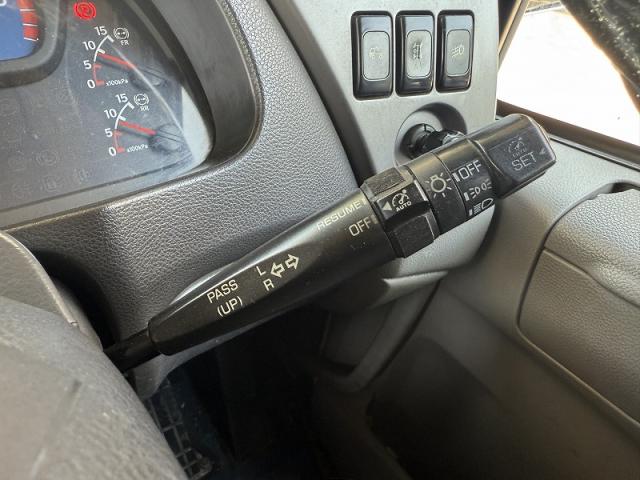 15
10
5
0
FR
x100kPa
15
10
5
0
RR
x100kPa
PASS
(UP)
L
R
RESUME
OFF
AUTO
OFF
SET